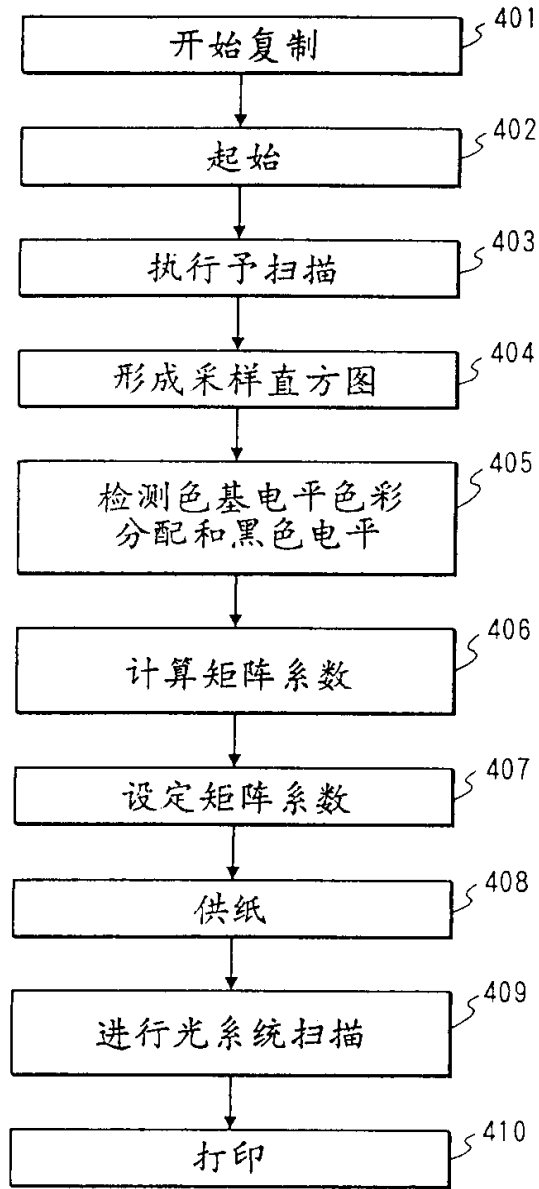 401
开始复制
402
起始
403
执行予扫描
404
形成采样直方图
405
检测色基电平色彩
分配和黑色电平
406
计算矩阵系数
407
设定矩阵系数
408
供纸
409
进行光系统扫描
410
打印